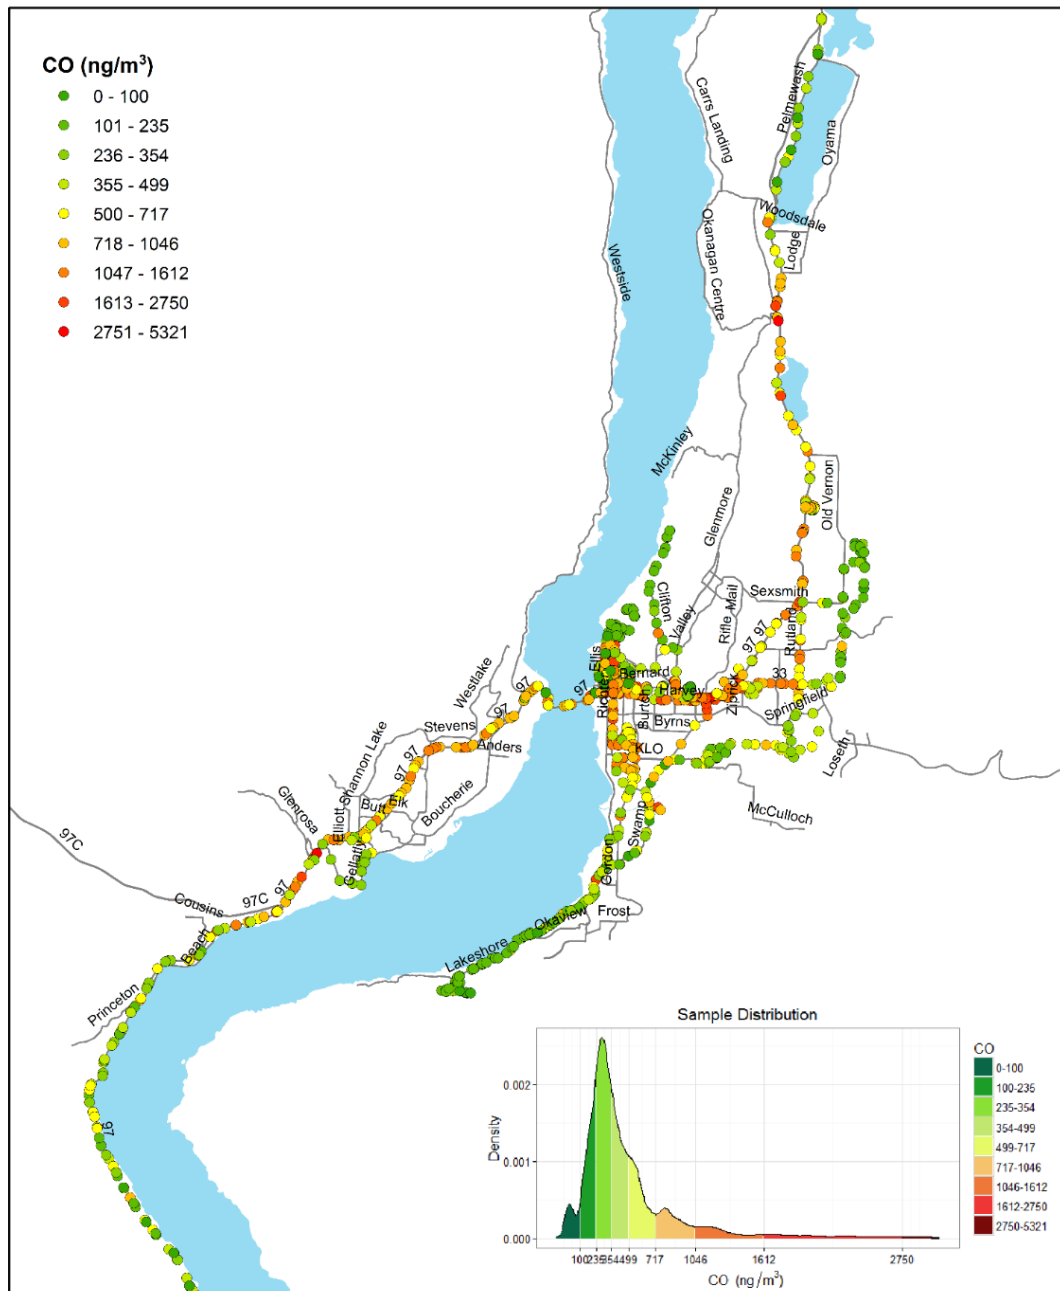 CO (ng/m³)
0 - 100
101 - 235
236 - 354
355 - 499
500 - 717
718 - 1046
1047 - 1612
1613 - 2750
2751 - 5321
Carrs Landing
Pelmewash
Oyama
Woodsdale
Lodge
Okanagan Centre
Westside
McKinley
Glenmore
Old Vernon
Clifton
Valley
Rifle
Mail
Sexsmith
Rutland
97
97
Ellis
Bernard
Harvey
33
Richter
Burtch
Byrns
Ziprick
Springfield
KLO
Loseth
McCulloch
Swamp
Gordon
Frost
Okaview
Lakeshore
97
97
Westlake
97
Stevens
Anders
Shannon Lake
97
97
Butt
Elk
Boucherie
Glenrosa
Elliott
Gellatly
97C
97
97C
Cousins
Beach
Princeton
97
Sample Distribution
Density
0.002
0.001
0.000
100
235
354
499
717
1046
1612
2750
CO (ng/m³)
CO
0-100
100-235
235-354
354-499
499-717
717-1046
1046-1612
1612-2750
2750-5321